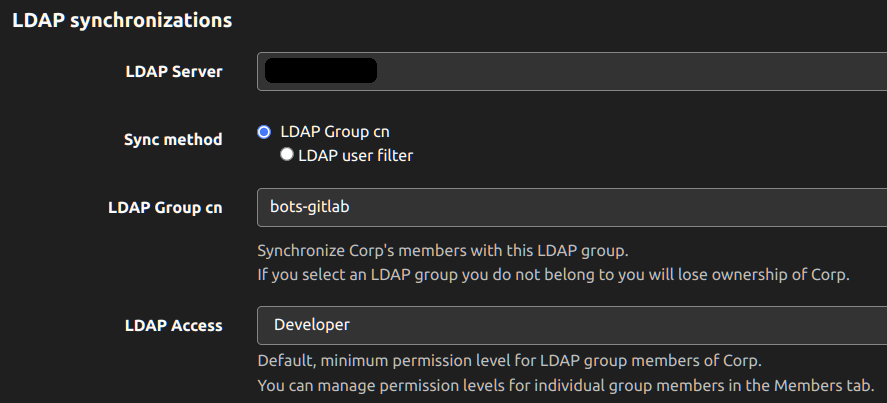 LDAP synchronizations
LDAP Server
Sync method
LDAP Group cn
LDAP user filter
LDAP Group cn
bots-gitlab
Synchronize Corp's members with this LDAP group.
If you select an LDAP group you do not belong to you will lose ownership of Corp.
LDAP Access
Developer
Default, minimum permission level for LDAP group members of Corp.
You can manage permission levels for individual group members in the Members tab.